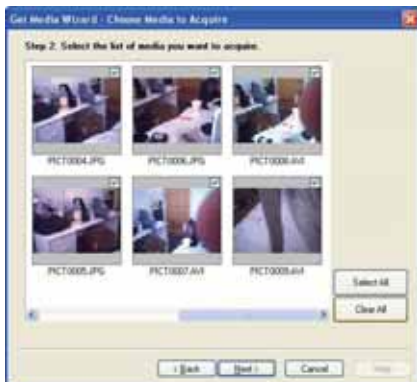 Get Media Wizard - Choose Media to Acquire
Step 2. Select the list of media you want to acquire.
PICT0004.JPG PICT0006.JPG PICT0008.AVI
PICT0005.JPG PICT0007.AVI PICT0009.AVI
Select All
Clear All
< Back Next > Cancel Help